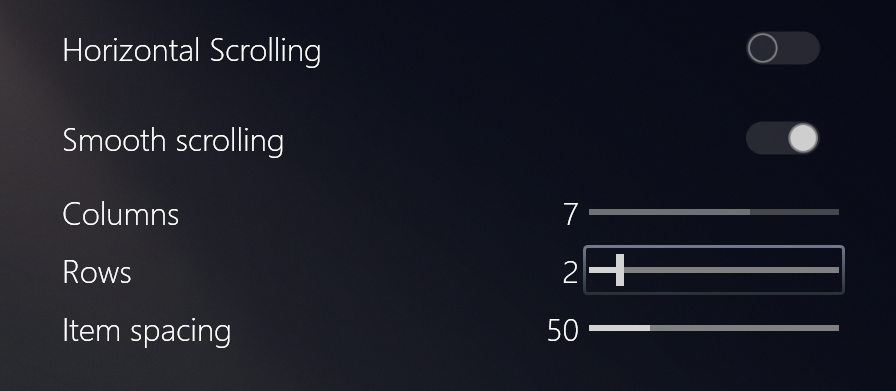 Horizontal Scrolling
Smooth scrolling
Columns 7
Rows 2
Item spacing 50